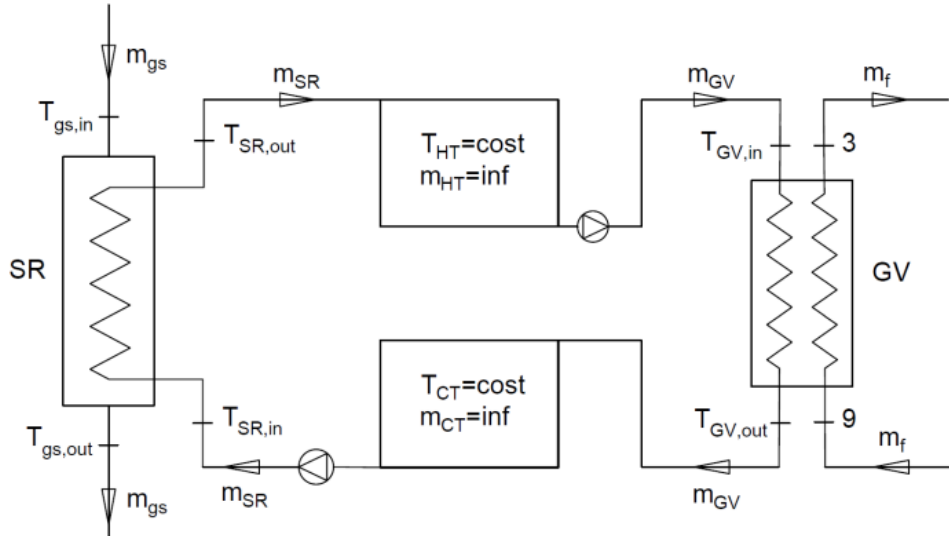 m_gs
m_SR
m_GV
m_f
T_gs,in
T_SR,out
T_HT=cost
m_HT=inf
T_GV,in
3
SR
GV
T_CT=cost
m_CT=inf
T_gs,out
T_SR,in
T_GV,out
9
m_gs
m_SR
m_GV
m_f